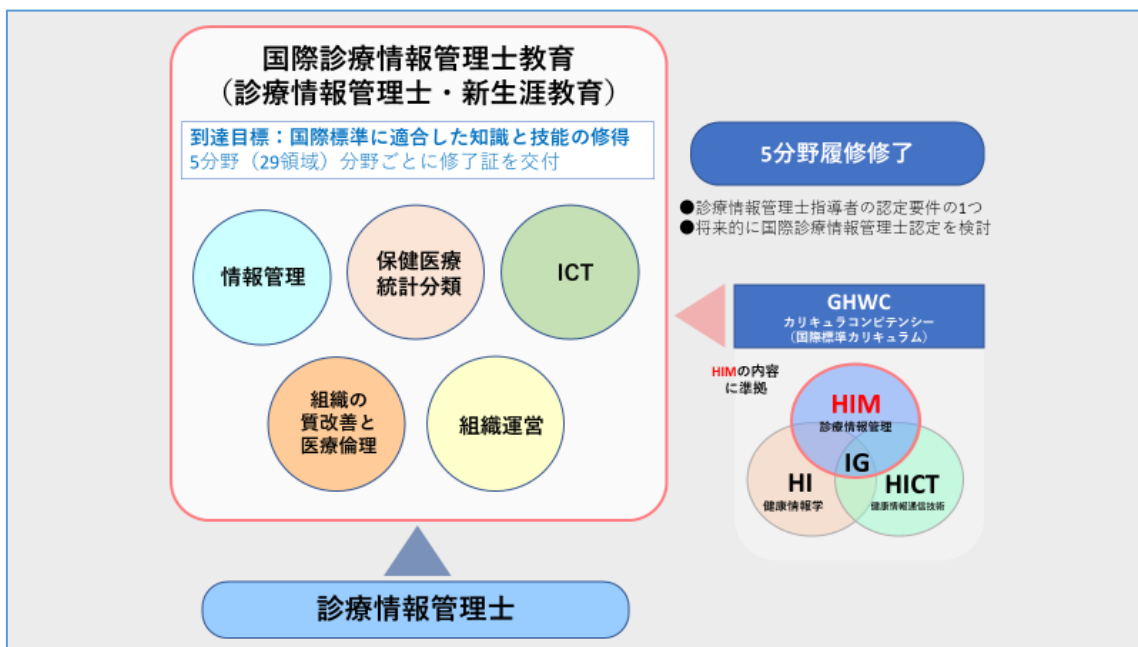 国際診療情報管理士教育
（診療情報管理士・新生涯教育）
到達目標：国際標準に適合した知識と技能の修得
5分野（29領域）分野ごとに修了証を交付
情報管理
保健医療
統計分類
ICT
組織の
質改善と
医療倫理
組織運営
診療情報管理士
5分野履修修了
●診療情報管理士指導者の認定要件の1つ
●将来的に国際診療情報管理士認定を検討
GHWC
カリキュラコンピテンシー
（国際標準カリキュラム）
HIMの内容
に準拠
HIM
診療情報管理
IG
HI
健康情報学
HICT
健康情報通信技術